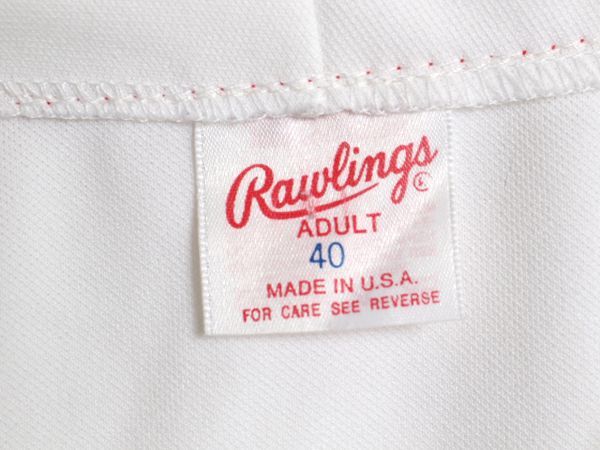 Rawlings®
ADULT
40
MADE IN U.S.A.
FOR CARE SEE REVERSE